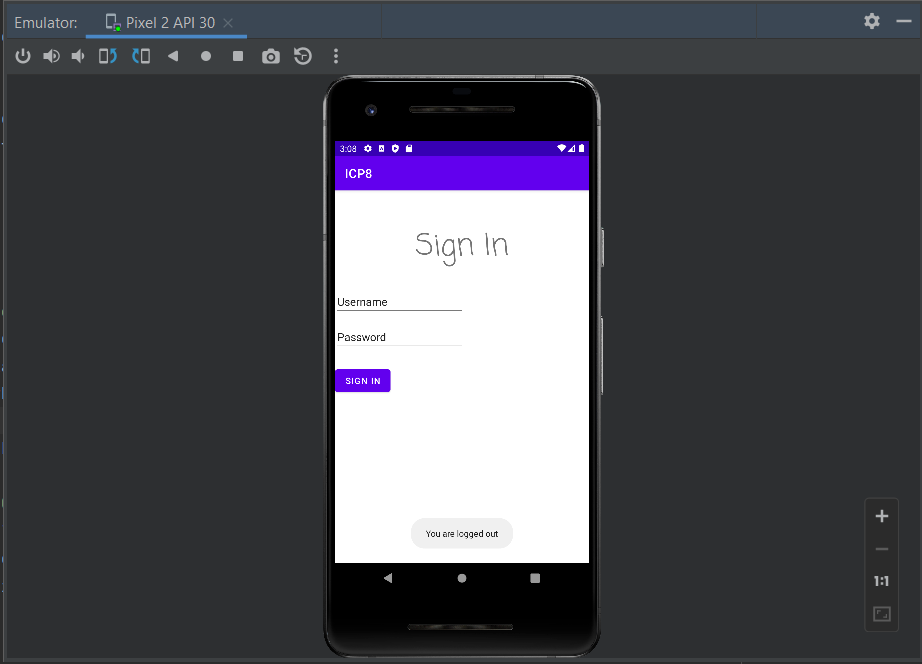 Emulator: Pixel 2 API 30
3:08
ICP8
Sign In
Username
Password
SIGN IN
You are logged out
1:1